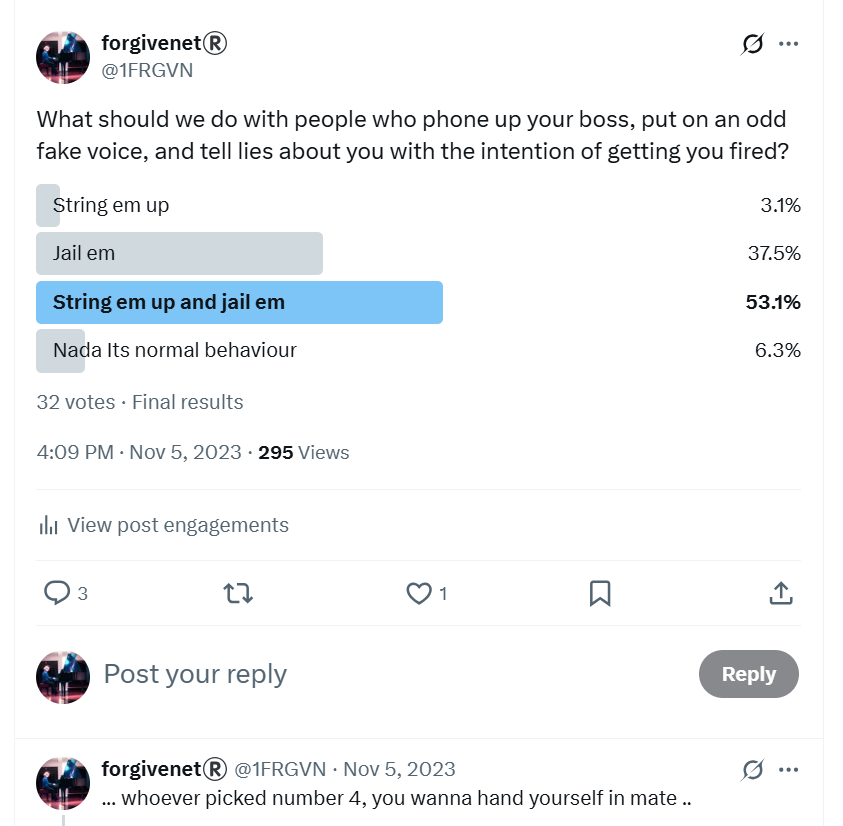 forgivenet®
@1FRGVN
What should we do with people who phone up your boss, put on an odd
fake voice, and tell lies about you with the intention of getting you fired?
String em up 3.1%
Jail em 37.5%
String em up and jail em 53.1%
Nada Its normal behaviour 6.3%
32 votes · Final results
4:09 PM · Nov 5, 2023 · 295 Views
View post engagements
3 1
Post your reply Reply
forgivenet® @1FRGVN · Nov 5, 2023
... whoever picked number 4, you wanna hand yourself in mate ..